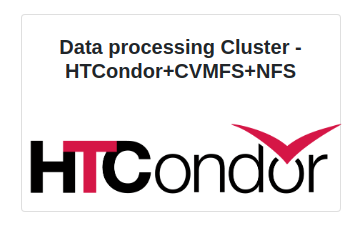 Data processing Cluster -
HTCondor+CVMFS+NFS
HTCondor